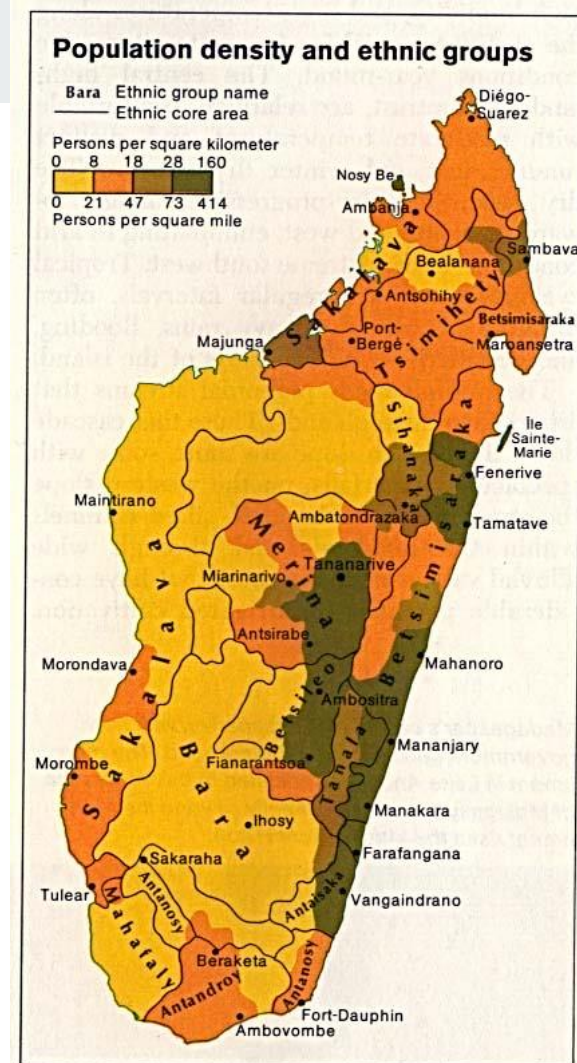 Population density and ethnic groups
Bara Ethnic group name
Ethnic core area
Persons per square kilometer
0 8 18 28 160
0 21 47 73 414
Persons per square mile
Diégo-
Suarez
Nosy Be
Ambanja
Sambava
Bealanana
Sakalava
Antsohihy
Tsimihety
Betsimisaraka
Majunga
Port-
Bergé
Maroansetra
Sihanaka
Île
Sainte-
Marie
Fenerive
Maintirano
Ambatondrazaka
Tamatave
Merina
Tananarive
Betsimisaraka
Miarinarivo
Antsirabe
Mahanoro
Morondava
Sakalava
Betsileo
Ambositra
Mananjary
Bara
Fianarantsoa
Tanala
Morombe
Ihosy
Manakara
Sakaraha
Farafangana
Tulear
Antanosy
Antaisaka
Vangaindrano
Mahafaly
Beraketa
Antanosy
Antandroy
Fort-Dauphin
Ambovombe